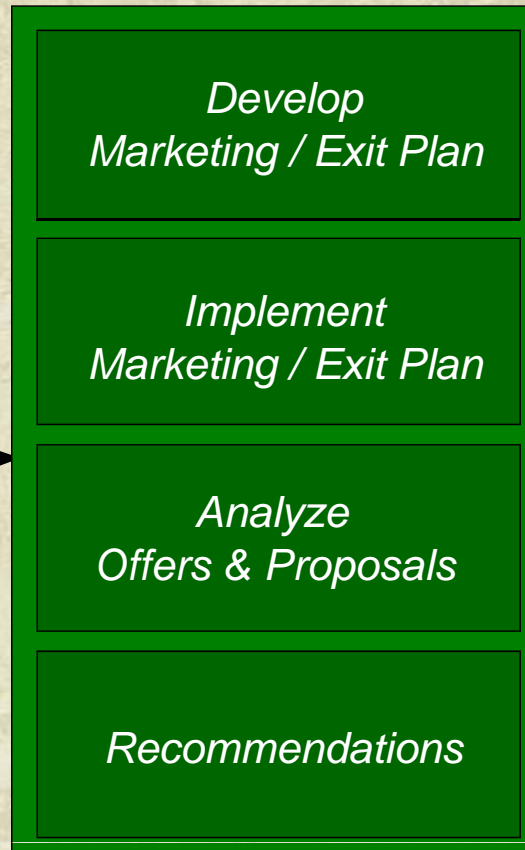 Develop
Marketing / Exit Plan
Implement
Marketing / Exit Plan
Analyze
Offers & Proposals
Recommendations